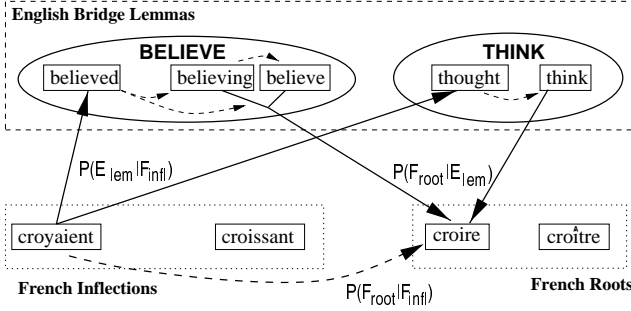 English Bridge Lemmas
BELIEVE
THINK
believed
believing
believe
thought
think
P(E lem|F infl)
P(F root|E lem)
croyaient
croissant
croire
croître
French Inflections
P(F root|F infl)
French Roots